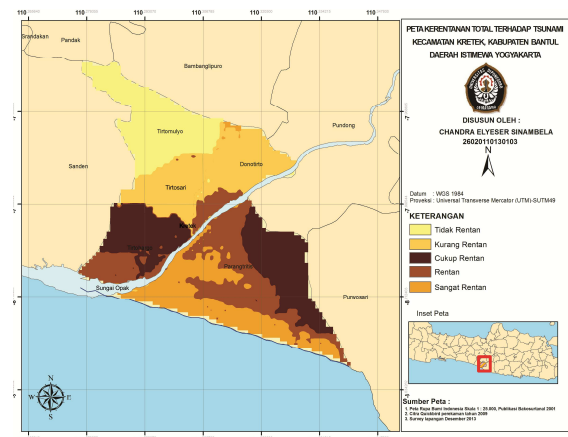 PETA KERENTANAN TOTAL TERHADAP TSUNAMI
KECAMATAN KRETEK, KABUPATEN BANTUL
DAERAH ISTIMEWA YOGYAKARTA
DISUSUN OLEH :
CHANDRA ELYESER SINAMBELA
26020110130103
N
Datum : WGS 1984
Proyeksi : Universal Transverse Mercator (UTM)-SUTM49
KETERANGAN
Tidak Rentan
Kurang Rentan
Cukup Rentan
Rentan
Sangat Rentan
Inset Peta
Sumber Peta :
1. Peta Rupa Bumi Indonesia Skala 1 : 25.000, Publikasi Bakosurtanal 2001
2. Citra Quickbird perekaman tahun 2009
3. Survey lapangan Desember 2013
Srandakan
Pandak
Bambanglipuro
Pundong
Tirtomulyo
Sanden
Donotirto
Tirtosari
Parangtritis
Sungai Opak
Purwosari
N
W
E
S